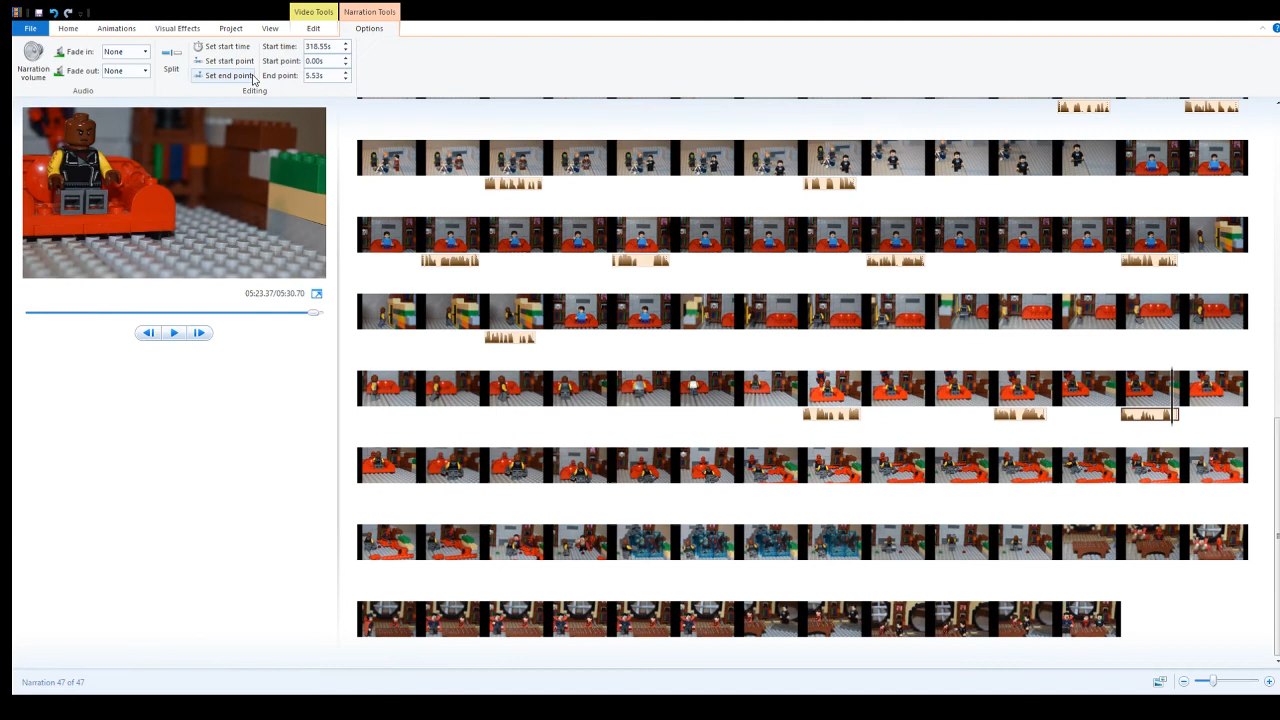 Video Tools Narration Tools
File Home Animations Visual Effects Project View Edit Options
Narration volume
Fade in: None
Fade out: None
Audio
Split
Set start time Start time: 318.55s
Set start point Start point: 0.00s
Set end point End point: 5.53s
Editing
05:23.37/05:30.70
Narration 47 of 47